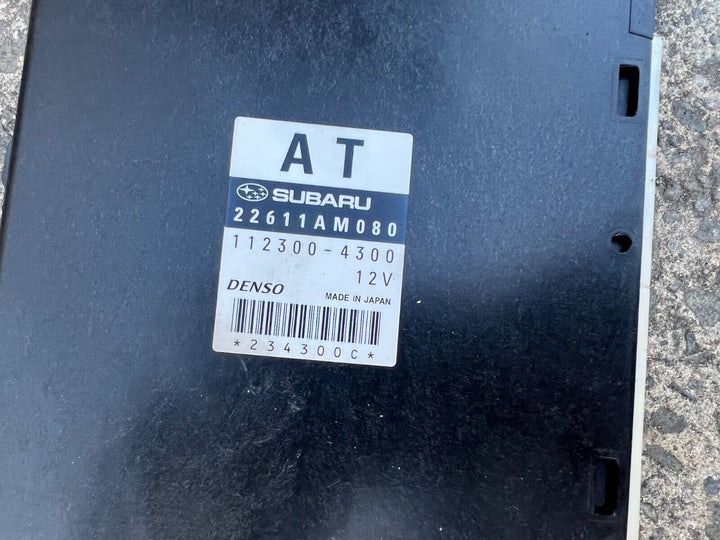 AT
SUBARU
22611AM080
112300-4300
12V
DENSO MADE IN JAPAN
*234300C*